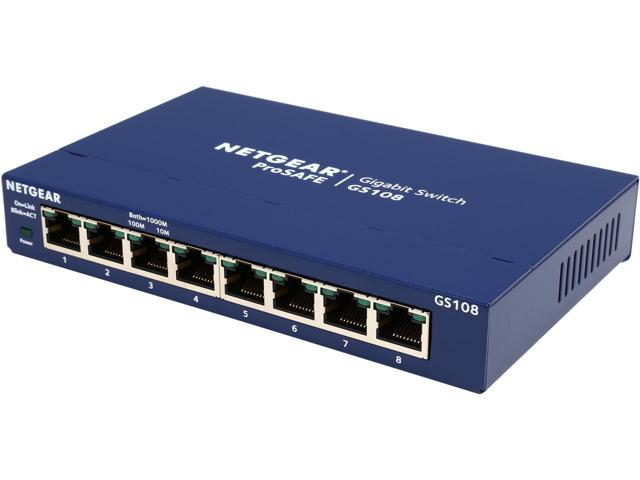 NETGEAR®
ProSAFE
Gigabit Switch
GS108
NETGEAR
On=Link
Blink=ACT
Power
Both=1000M
100M 10M
1 2 3 4 5 6 7 8
GS108